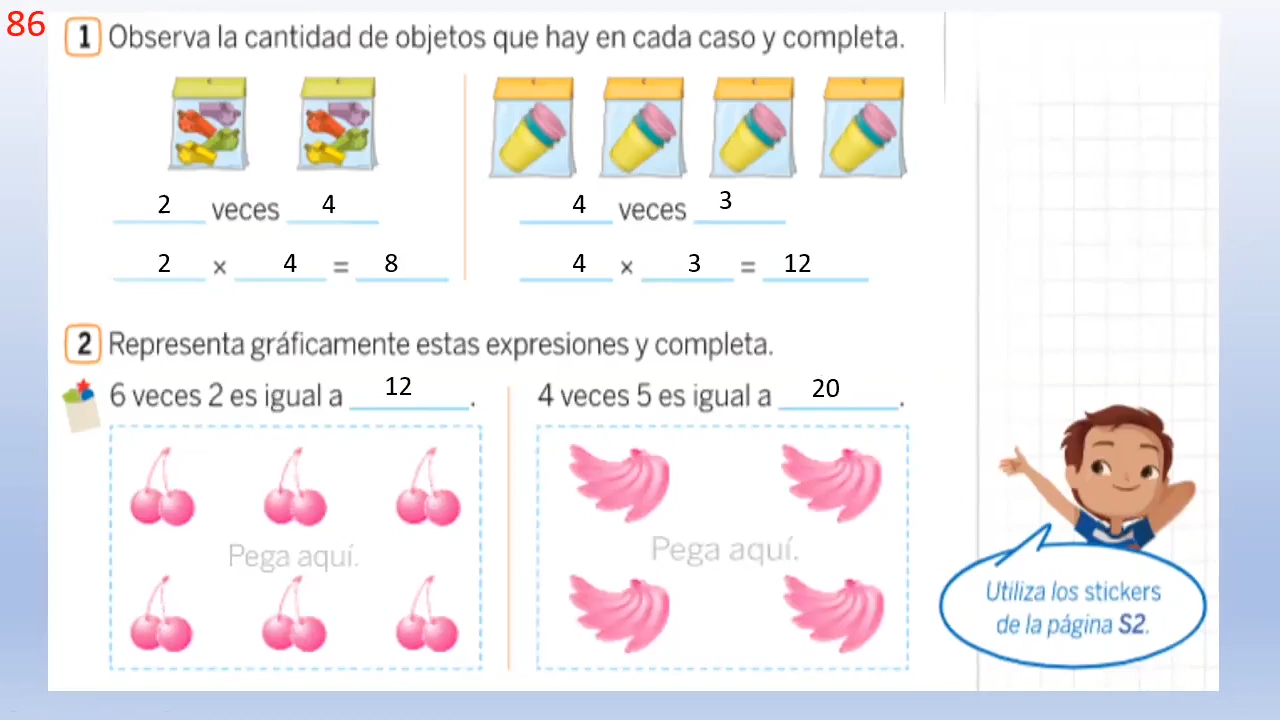 86
1 Observa la cantidad de objetos que hay en cada caso y completa.
2 veces 4
2 × 4 = 8
4 veces 3
4 × 3 = 12
2 Representa gráficamente estas expresiones y completa.
6 veces 2 es igual a 12.
Pega aquí.
4 veces 5 es igual a 20.
Pega aquí.
Utiliza los stickers
de la página S2.